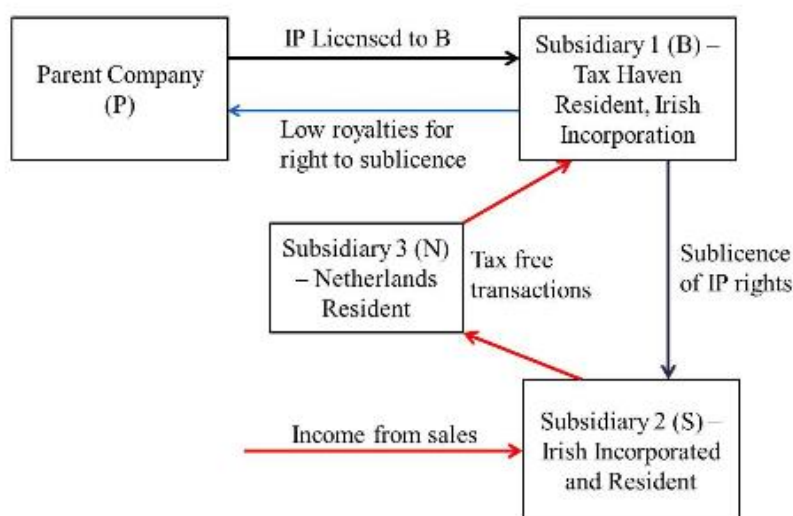 IP Licensed to B
Parent Company
(P)
Subsidiary 1 (B) –
Tax Haven
Resident, Irish
Incorporation
Low royalties for
right to sublicence
Subsidiary 3 (N)
– Netherlands
Resident
Tax free
transactions
Sublicence
of IP rights
Income from sales
Subsidiary 2 (S) –
Irish Incorporated
and Resident